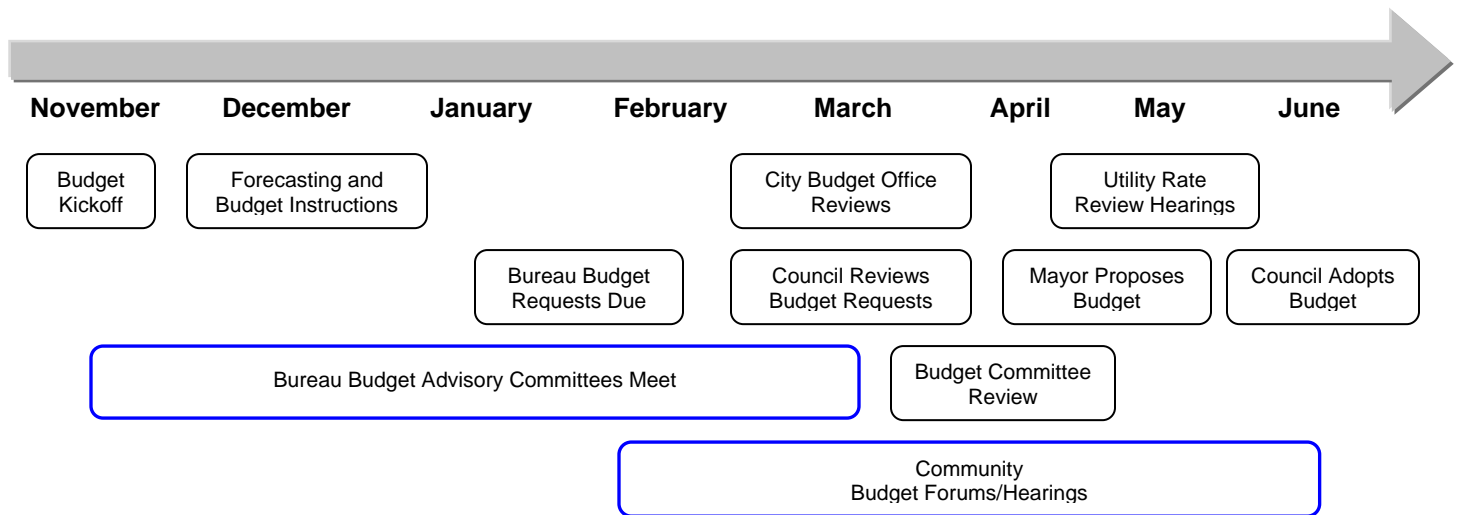 November December January February March April May June
Budget
Kickoff
Forecasting and
Budget Instructions
City Budget Office
Reviews
Utility Rate
Review Hearings
Bureau Budget
Requests Due
Council Reviews
Budget Requests
Mayor Proposes
Budget
Council Adopts
Budget
Bureau Budget Advisory Committees Meet
Budget Committee
Review
Community
Budget Forums/Hearings